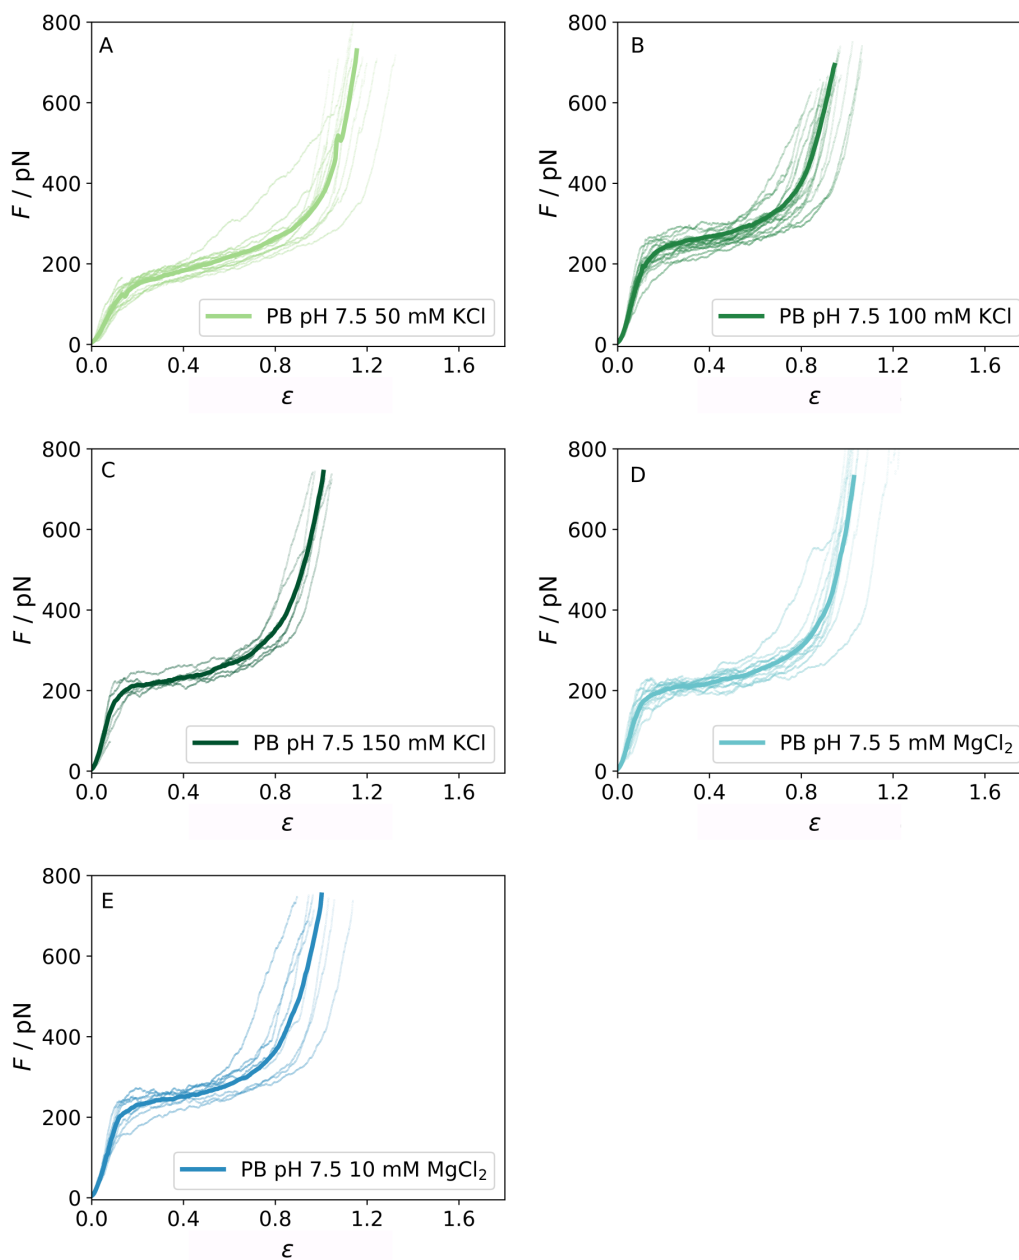 A
800
600
400
200
0
F / pN
PB pH 7.5 50 mM KCl
0.0 0.4 0.8 1.2 1.6
ε
B
800
600
400
200
0
F / pN
PB pH 7.5 100 mM KCl
0.0 0.4 0.8 1.2 1.6
ε
C
800
600
400
200
0
F / pN
PB pH 7.5 150 mM KCl
0.0 0.4 0.8 1.2 1.6
ε
D
800
600
400
200
0
F / pN
PB pH 7.5 5 mM MgCl₂
0.0 0.4 0.8 1.2 1.6
ε
E
800
600
400
200
0
F / pN
PB pH 7.5 10 mM MgCl₂
0.0 0.4 0.8 1.2 1.6
ε